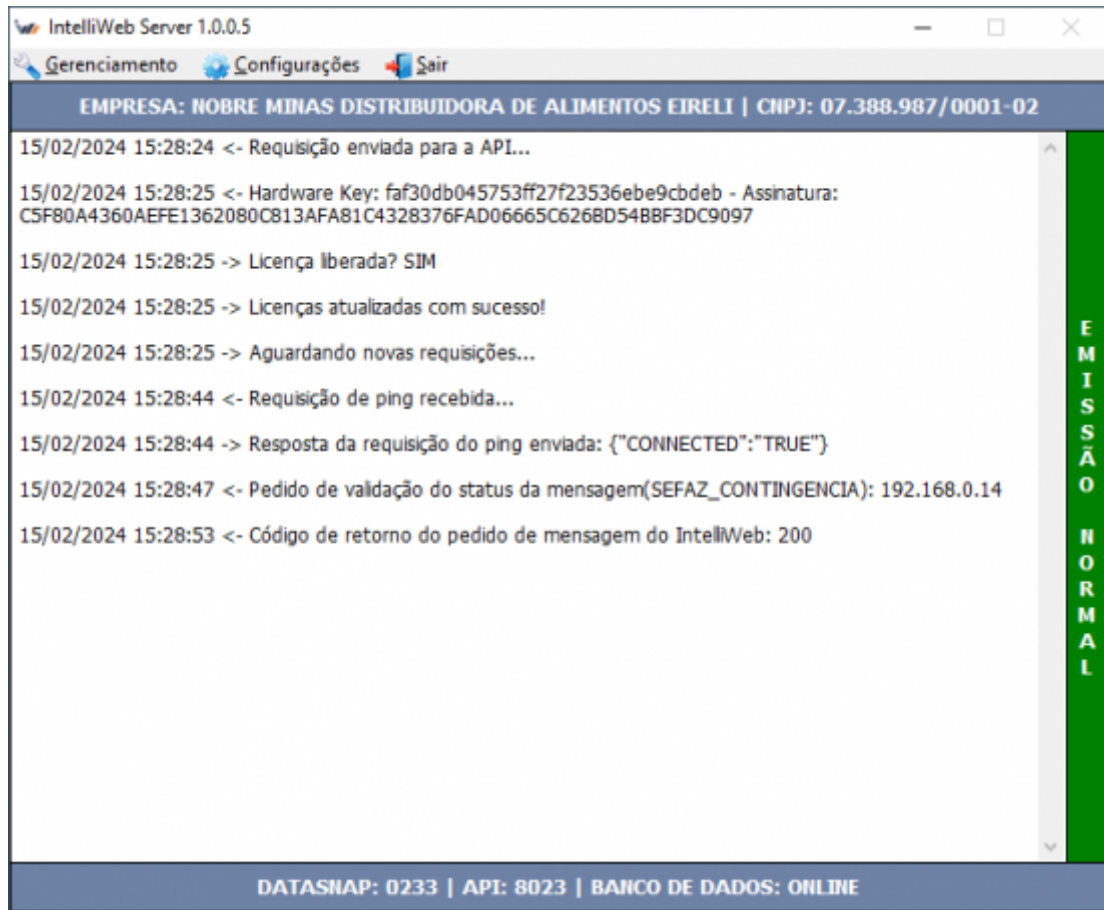 IntelliWeb Server 1.0.0.5
Gerenciamento Configurações Sair
EMPRESA: NOBRE MINAS DISTRIBUIDORA DE ALIMENTOS EIRELI | CNPJ: 07.388.987/0001-02
15/02/2024 15:28:24 <- Requisição enviada para a API...
15/02/2024 15:28:25 <- Hardware Key: faf30db045753ff27f23536ebe9cbdeb - Assinatura:
C5F80A4360AEFE1362080C813AFA81C4328376FAD06665C626BD54BBF3DC9097
15/02/2024 15:28:25 -> Licença liberada? SIM
15/02/2024 15:28:25 -> Licenças atualizadas com sucesso!
15/02/2024 15:28:25 -> Aguardando novas requisições...
15/02/2024 15:28:44 <- Requisição de ping recebida...
15/02/2024 15:28:44 -> Resposta da requisição do ping enviada: {"CONNECTED":"TRUE"}
15/02/2024 15:28:47 <- Pedido de validação do status da mensagem(SEFAZ_CONTINGENCIA): 192.168.0.14
15/02/2024 15:28:53 <- Código de retorno do pedido de mensagem do IntelliWeb: 200
EMISSÃO NORMAL
DATASNAP: 0233 | API: 8023 | BANCO DE DADOS: ONLINE